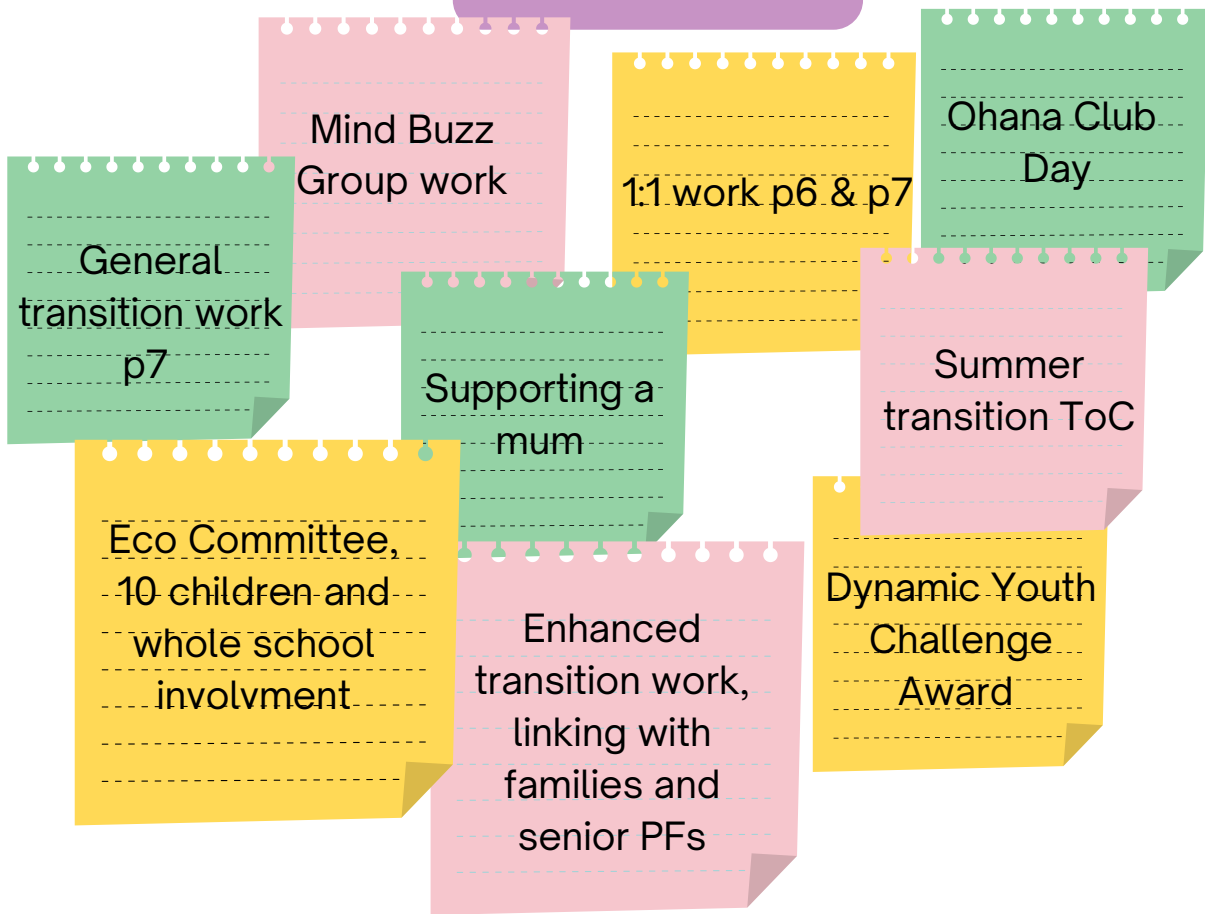 Mind Buzz
Group work
1:1 work p6 & p7
Ohana Club
Day
General
transition work
p7
Supporting a
mum
Summer
transition ToC
Eco Committee,
10 children and
whole school
involvment
Enhanced
transition work,
linking with
families and
senior PFs
Dynamic Youth
Challenge
Award